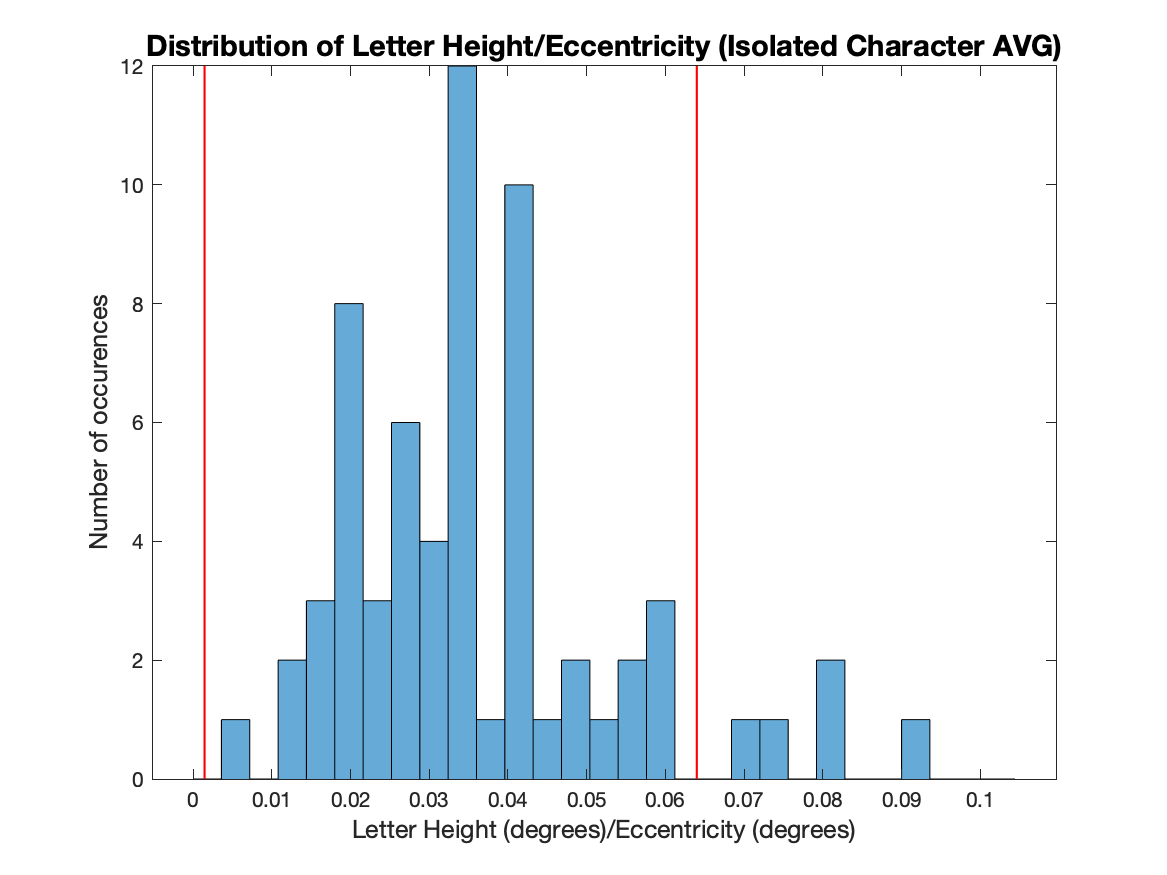 Distribution of Letter Height/Eccentricity (Isolated Character AVG)
12
10
8
6
4
2
0
Number of occurences
0 0.01 0.02 0.03 0.04 0.05 0.06 0.07 0.08 0.09 0.1
Letter Height (degrees)/Eccentricity (degrees)